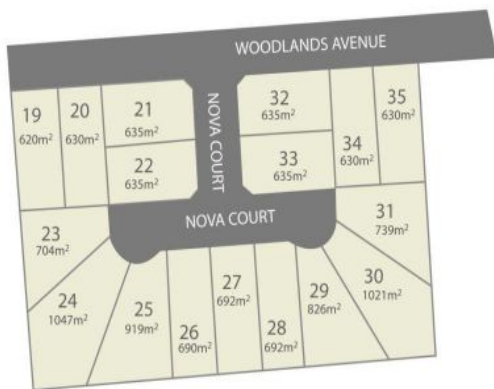 WOODLANDS AVENUE
NOVA COURT
19
620m²
20
630m²
21
635m²
22
635m²
32
635m²
33
635m²
34
630m²
35
630m²
NOVA COURT
23
704m²
24
1047m²
25
919m²
26
690m²
27
692m²
28
692m²
29
826m²
30
1021m²
31
739m²